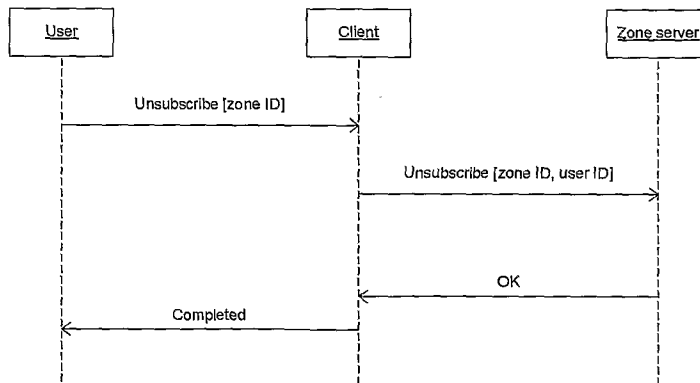 User
Client
Zone server
Unsubscribe [zone ID]
Unsubscribe [zone ID, user ID]
OK
Completed